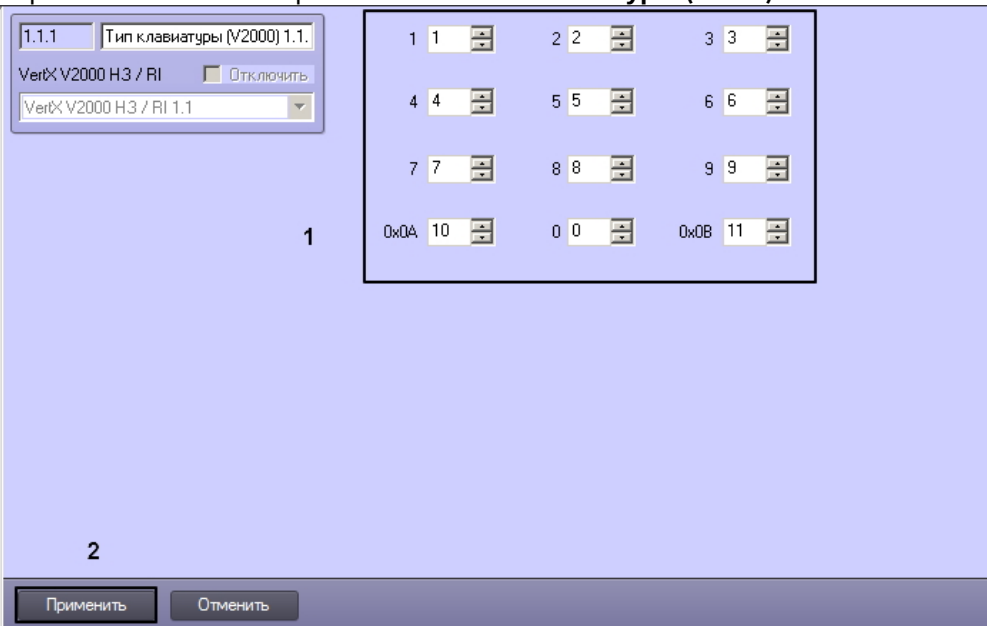 1.1.1 Тип клавиатуры (V2000) 1.1.
VertX V2000 H3 / RI Отключить
VertX V2000 H3 / RI 1.1
1 1 2 2 3 3
4 4 5 5 6 6
7 7 8 8 9 9
1
0x0A 10 0 0 0x0B 11
2
Применить Отменить